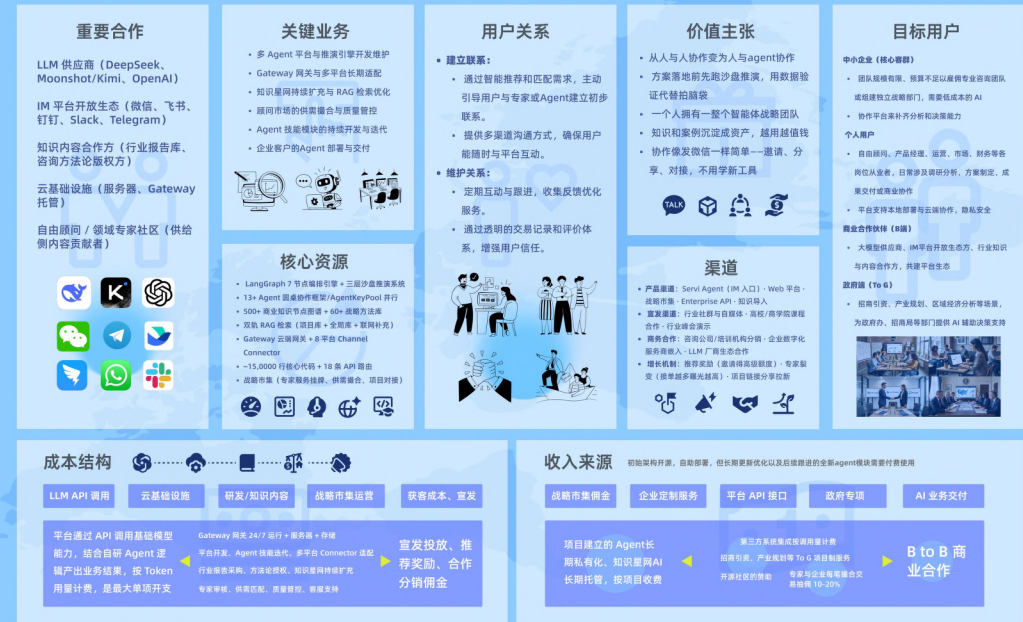 重要合作
LLM 供应商（DeepSeek、
Moonshot/Kimi、OpenAI）
IM 平台开放生态（微信、飞书、
钉钉、Slack、Telegram）
知识内容合作方（行业报告库、
咨询方法论版权方）
云基础设施（服务器、Gateway
托管）
自由顾问 / 领域专家社区（供给
侧内容贡献者）
关键业务
• 多 Agent 平台与推演引擎开发维护
• Gateway 网关与多平台长期适配
• 知识星网持续扩充与 RAG 检索优化
• 顾问市场的供需撮合与质量管控
• Agent 技能模块的持续开发与迭代
• 企业客户的Agent 部署与交付
核心资源
• LangGraph 7 节点编排引擎 + 三层沙盘推演系统
• 13+ Agent 圆桌协作框架/AgentKeyPool 并行
• 500+ 商业知识节点图谱 + 60+ 战略方法库
• 双轨 RAG 检索（项目库 + 全局库 + 联网补充）
• Gateway 云端网关 + 8 平台 Channel
Connector
• ~15,0000 行核心代码 + 18 条 API 路由
• 战略市集（专家服务挂牌、供需撮合、项目对接）
用户关系
• 建立联系：
• 通过智能推荐和匹配需求，主动
引导用户与专家或Agent建立初步
联系。
• 提供多渠道沟通方式，确保用户
能随时与平台互动。
• 维护关系：
• 定期互动与跟进，收集反馈优化
服务。
• 通过透明的交易记录和评价体
系，增强用户信任。
价值主张
• 从人与人协作变为人与agent协作
• 方案落地前先跑沙盘推演，用数据验
证代替拍脑袋
• 一个人拥有一整个智能体战略团队
• 知识和案例沉淀成资产，越用越值钱
• 协作像发微信一样简单——邀请、分
享、对接，不用学新工具
TALK
渠道
• 产品渠道：Servi Agent（IM 入口）· Web 平台 ·
战略市集 · Enterprise API · 知识导入
• 宣发渠道：行业社群与自媒体 · 高校/商学院课程
合作 · 行业峰会演示
• 商务合作：咨询公司/培训机构分销 · 企业数字化
服务商嵌入 · LLM 厂商生态合作
• 增长机制：推荐奖励（邀请得高级额度）· 专家裂
变（接单越多曝光越高）· 项目链接分享拉新
目标用户
中小企业（核心客群）
• 团队规模有限、预算不足以雇佣专业咨询团队
或组建独立战略部门，需要低成本的 AI
• 协作平台来补齐分析和决策能力
个人用户
• 自由顾问、产品经理、运营、市场、财务等各
岗位从业者，日常涉及调研分析、方案制定、成
果交付或商业协作
• 平台支持本地部署与云端协作，隐私安全
商业合作伙伴（B端）
• 大模型供应商、IM平台开放生态方、行业知识
与内容合作方，共建平台生态
政府端（To G）
• 招商引资、产业规划、区域经济分析等场景，
为政府办、招商局等部门提供 AI 辅助决策支持
成本结构
LLM API 调用
云基础设施
研发/知识内容
战略市集运营
获客成本、宣发
平台通过 API 调用基础模型
能力，结合自研 Agent 逻
辑产出业务结果，按 Token
用量计费，是最大单项开支
Gateway 网关 24/7 运行 + 服务器 + 存储
平台开发、Agent 技能迭代、多平台 Connector 适配
行业报告采购、方法论授权、知识星网持续扩充
专家审核、供需匹配、质量管控、客服支持
宣发投放、推
荐奖励、合作
分销佣金
收入来源
初始架构开源，自助部署，但长期更新优化以及后续跟进的全新agent模块需要付费使用
战略市集佣金
企业定制服务
平台 API 接口
政府专项
AI 业务交付
项目建立的 Agent长
期私有化、知识星网AI
长期托管，按项目收费
第三方系统集成按调用量计费
招商引资、产业规划等 To G 项目制服务
开源社区的赞助
专家与企业每笔撮合交
易抽佣 10-20%
B to B 商
业合作